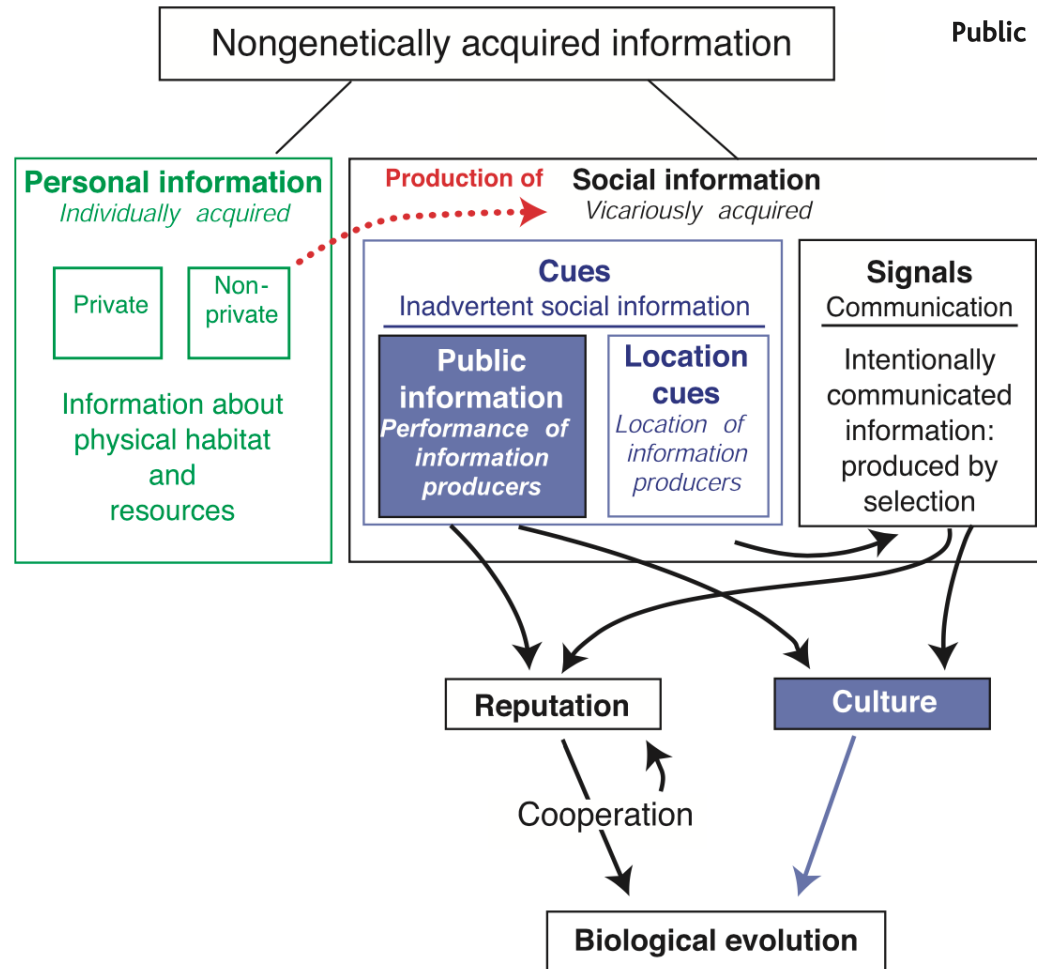 Nongenetically acquired information
Public
Personal information
Individually acquired
Private
Non-
private
Information about
physical habitat
and
resources
Production of
Social information
Vicariously acquired
Cues
Inadvertent social information
Public
information
Performance of
information
producers
Location
cues
Location of
information
producers
Signals
Communication
Intentionally
communicated
information:
produced by
selection
Reputation
Culture
Cooperation
Biological evolution